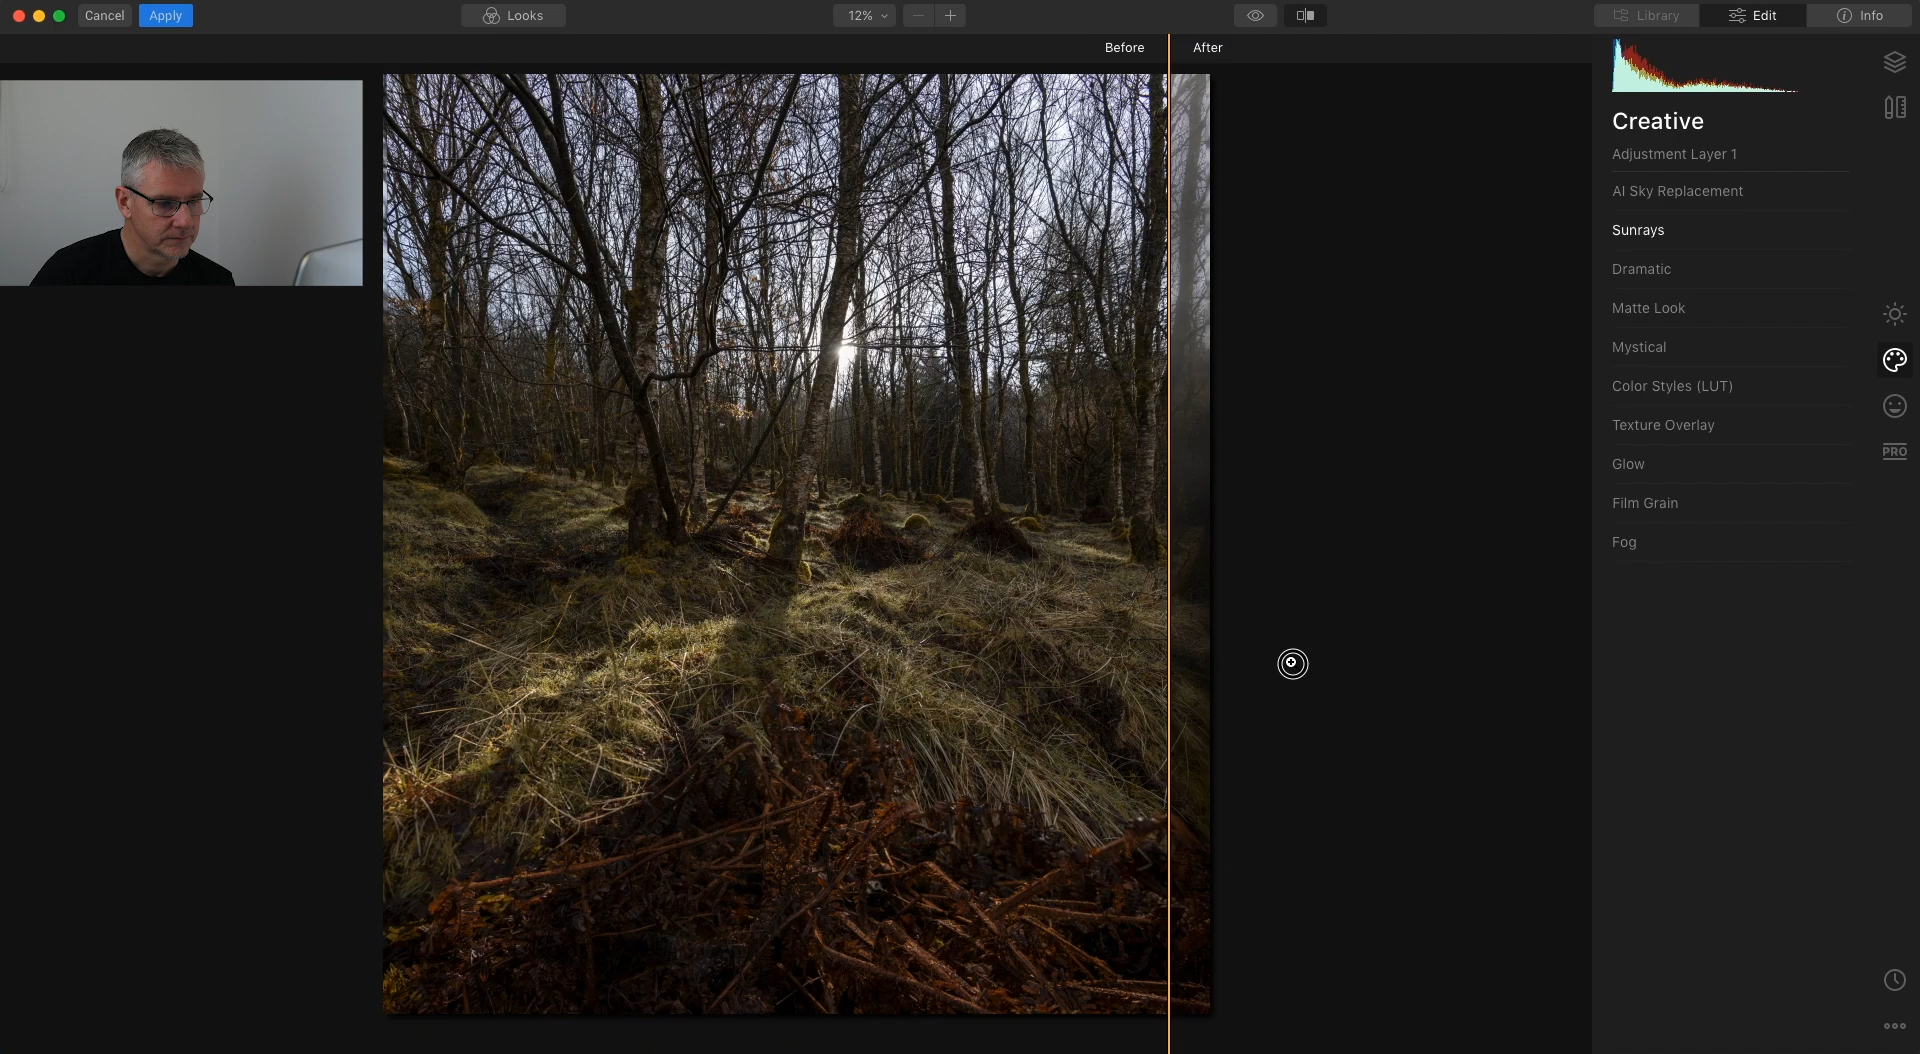 Cancel
Apply
Looks
12%
Library
Edit
Info
Before
After
Creative
Adjustment Layer 1
AI Sky Replacement
Sunrays
Dramatic
Matte Look
Mystical
Color Styles (LUT)
Texture Overlay
Glow
Film Grain
Fog
PRO